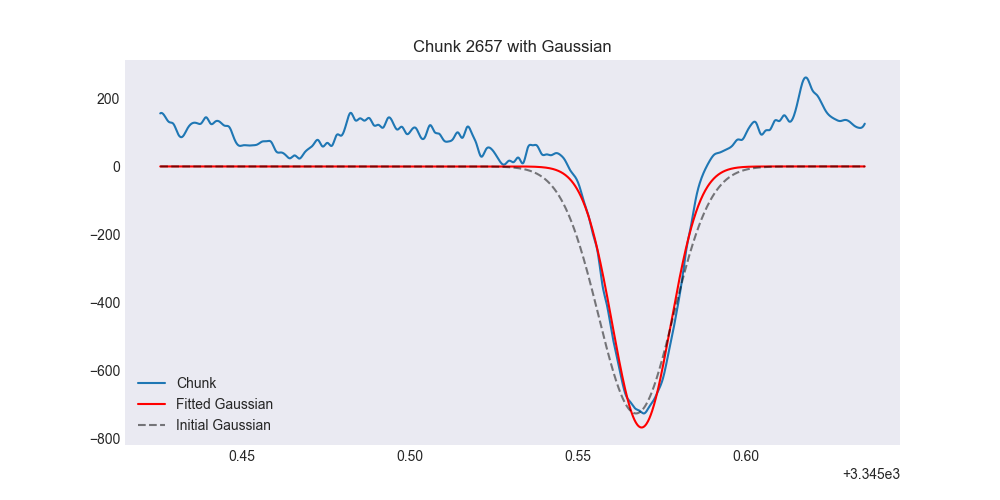 Chunk 2657 with Gaussian
200
0
−200
−400
−600
−800
Chunk
Fitted Gaussian
Initial Gaussian
0.45 0.50 0.55 0.60
+3.345e3